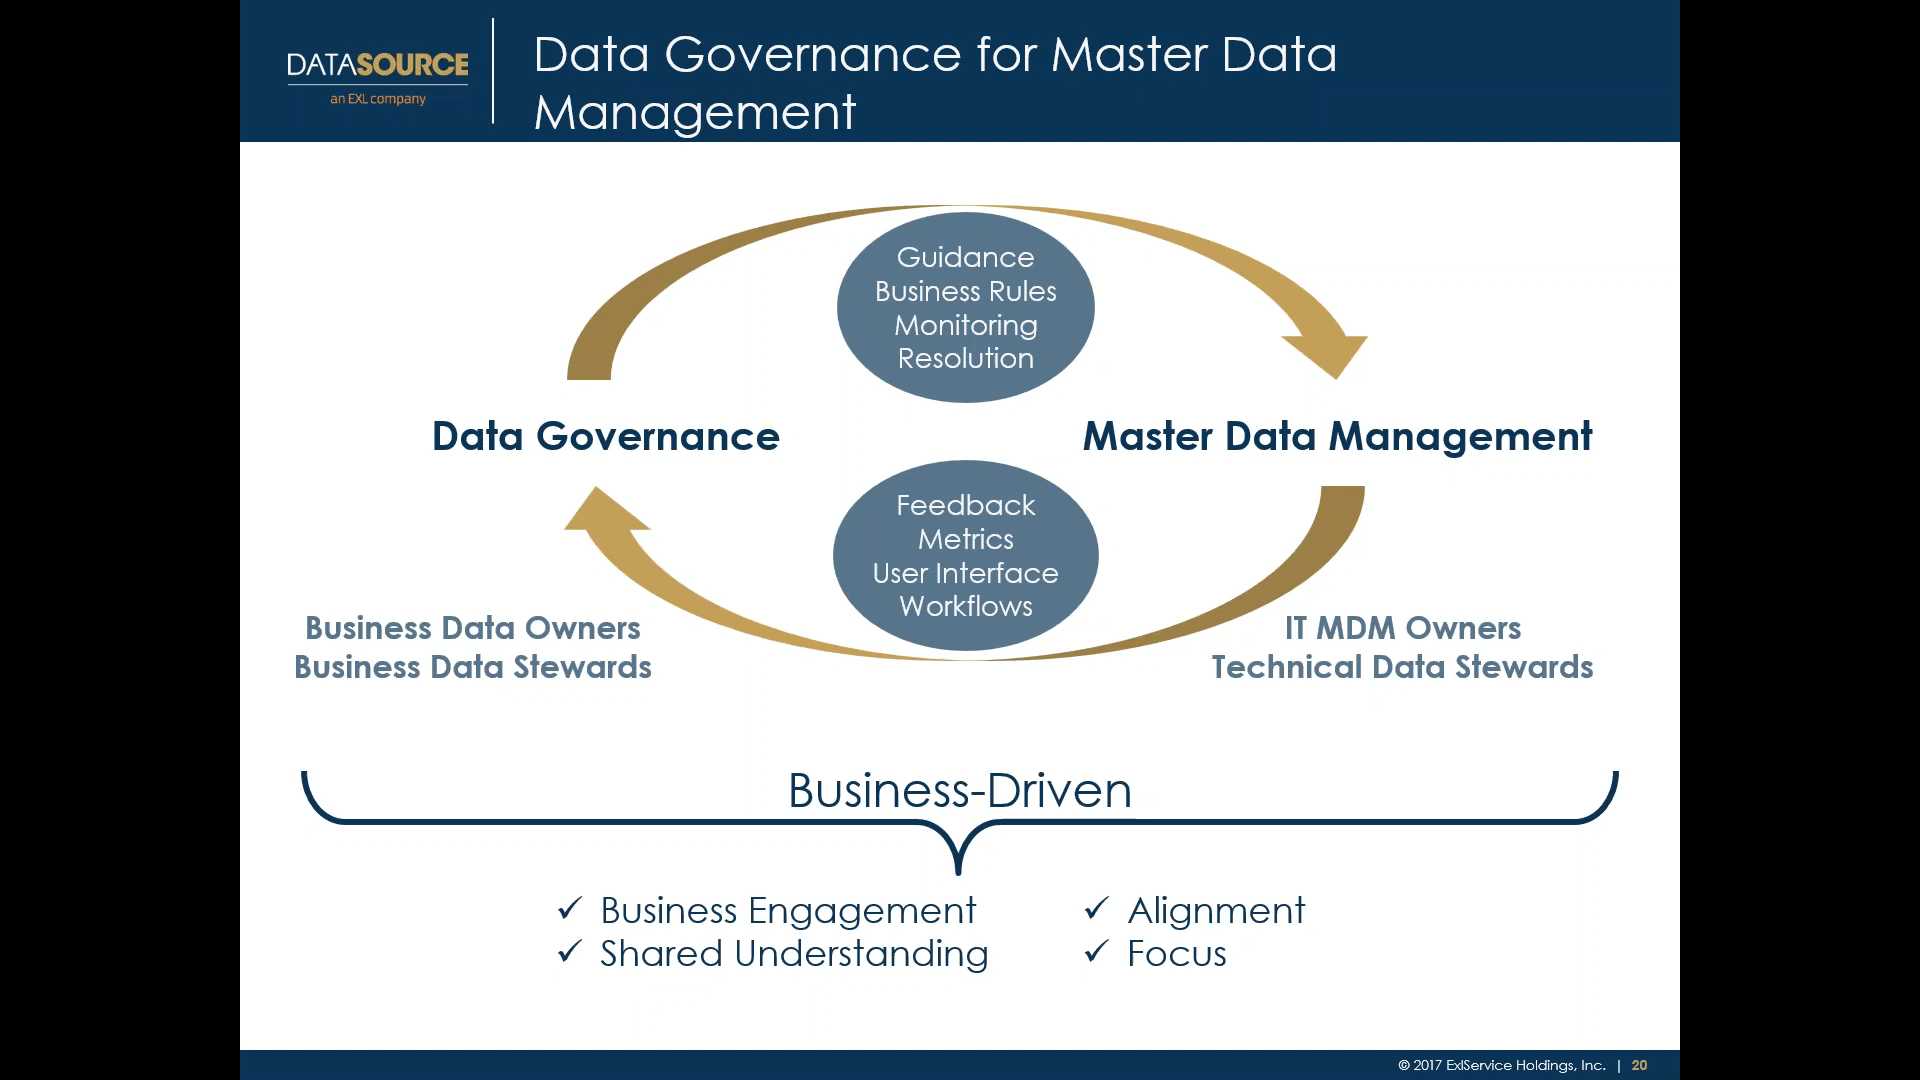 DATASOURCE
an EXL company
Data Governance for Master Data
Management
Guidance
Business Rules
Monitoring
Resolution
Data Governance
Master Data Management
Feedback
Metrics
User Interface
Workflows
Business Data Owners
Business Data Stewards
IT MDM Owners
Technical Data Stewards
Business-Driven
✓ Business Engagement
✓ Shared Understanding
✓ Alignment
✓ Focus
© 2017 ExlService Holdings, Inc. | 20